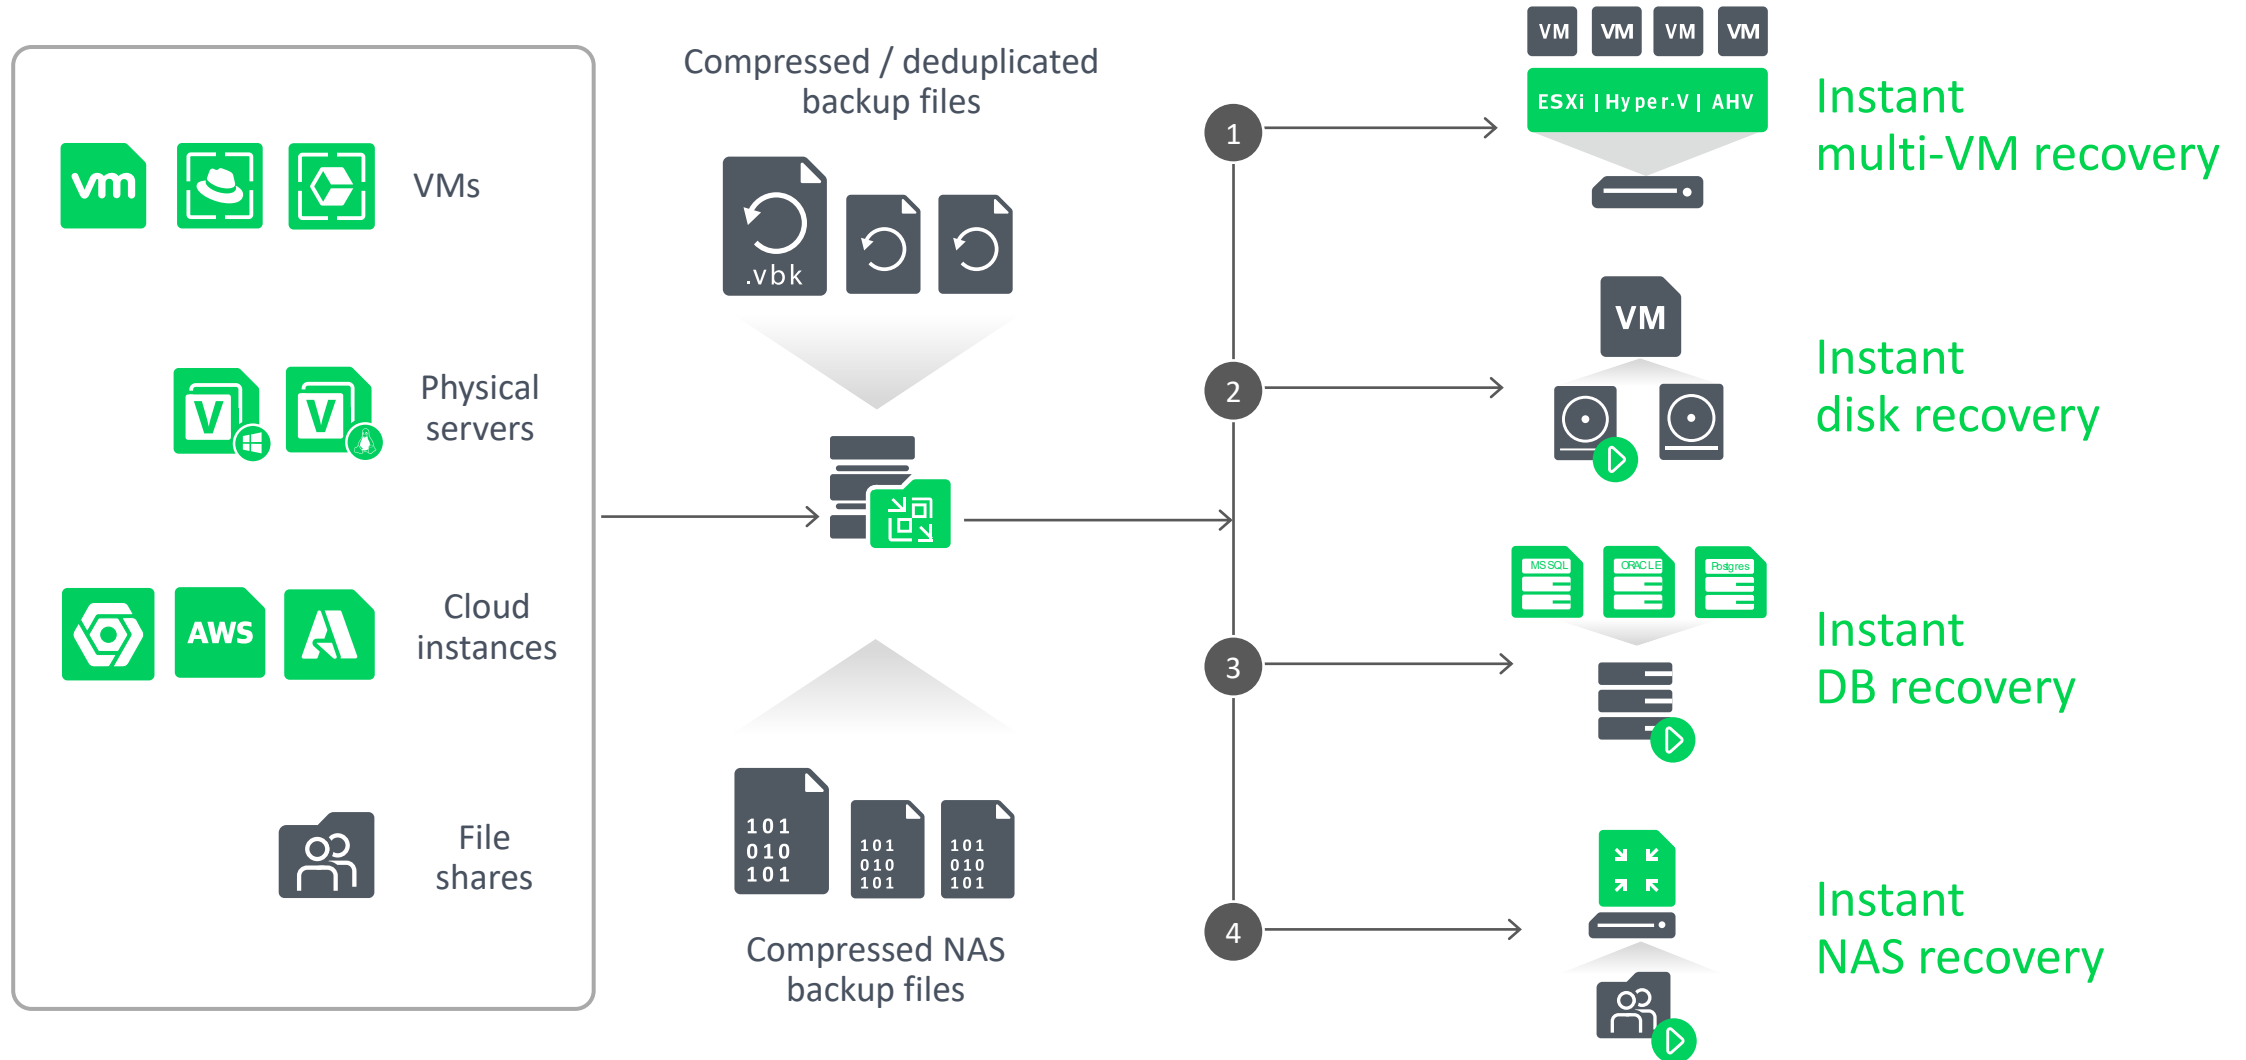 vm
VMs
V
V
Physical
servers
AWS
Cloud
instances
File
shares
Compressed / deduplicated
backup files
.vbk
101
010
101
101
010
101
101
010
101
Compressed NAS
backup files
1
2
3
4
VM VM VM VM
ESXi | Hyper-V | AHV
Instant
multi-VM recovery
VM
Instant
disk recovery
MS SQL
ORACLE
Postgres
Instant
DB recovery
Instant
NAS recovery